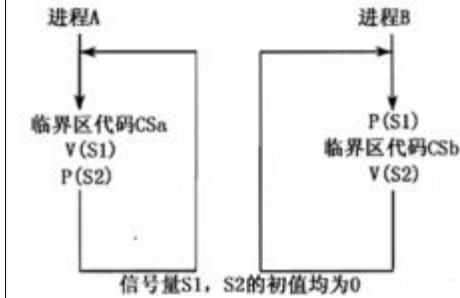 进程A
进程B
临界区代码CSa
V(S1)
P(S2)
P(S1)
临界区代码CSb
V(S2)
信号量S1，S2的初值均为0